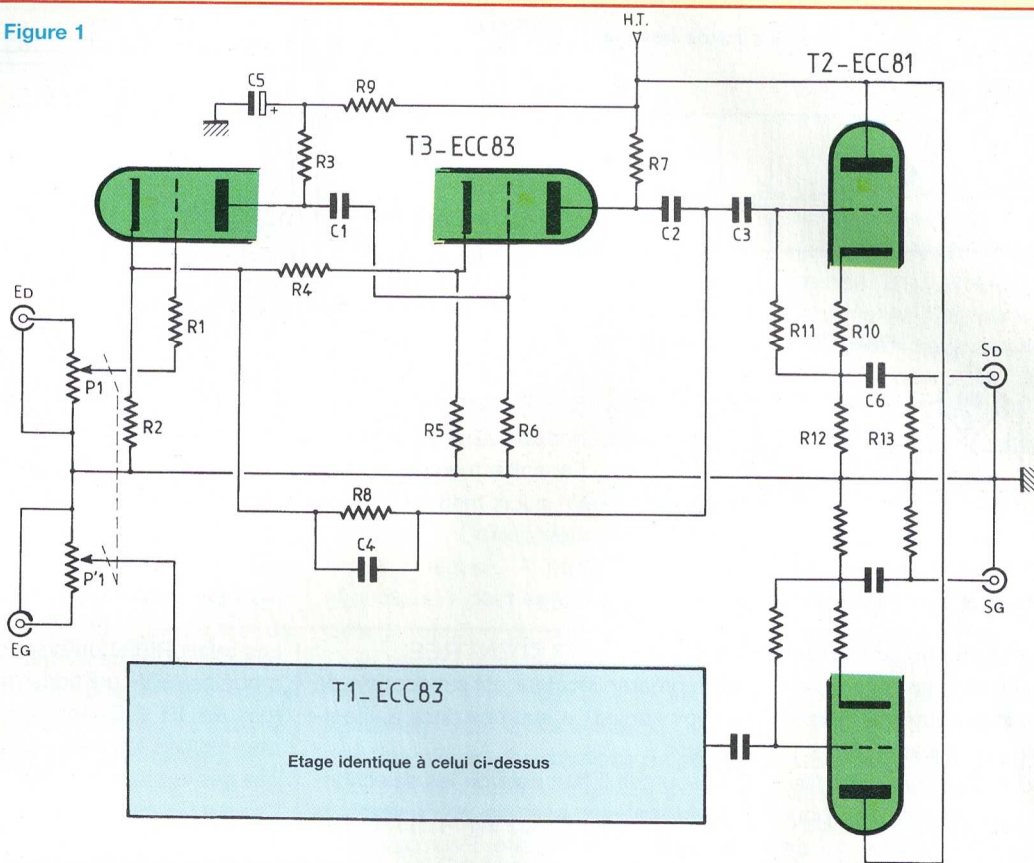 Figure 1
H.T.
T2-ECC81
C5
+
R9
R3
T3-ECC83
R7
C1
C2
C3
R4
ED
R1
R11
R10
SD
P1
C6
R2
R5
R6
R12
R13
R8
C4
P'1
SG
EG
T1-ECC83
Etage identique à celui ci-dessus